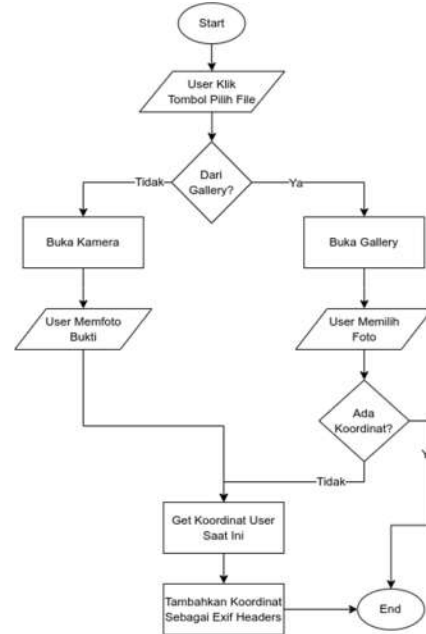 Start
User Klik
Tombol Pilih File
Dari
Gallery?
Tidak
Ya
Buka Kamera
Buka Gallery
User Memfoto
Bukti
User Memilih
Foto
Ada
Koordinat?
Tidak
Get Koordinat User
Saat Ini
Tambahkan Koordinat
Sebagai Exif Headers
End